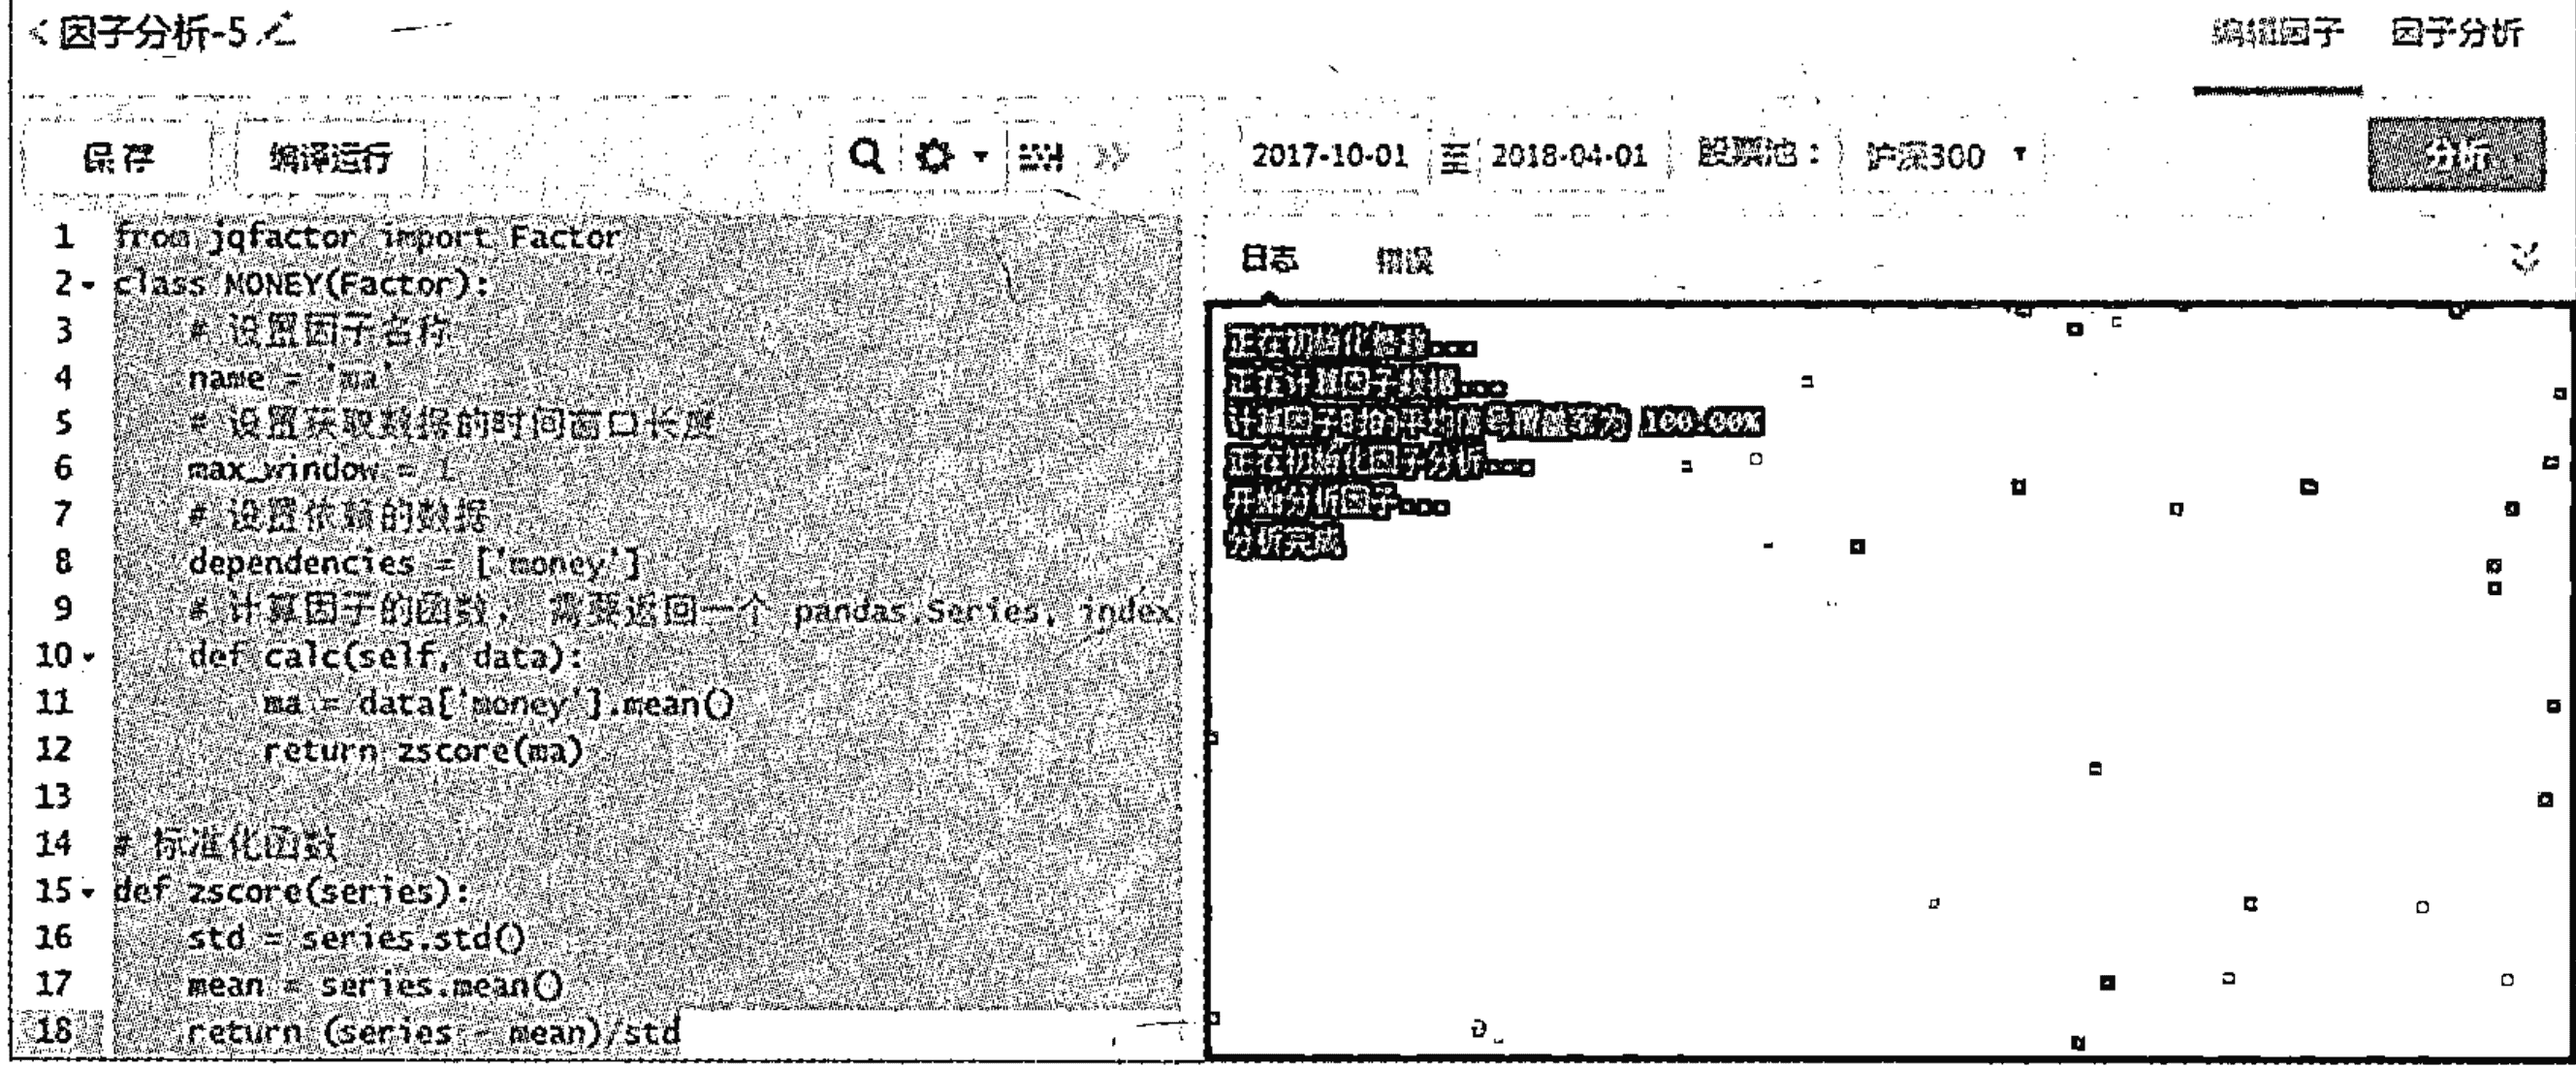 < 因子分析-5
编辑因子 因子分析
保存 编译运行
2017-10-01 至 2018-04-01 股票池： 沪深300
分析
1 from jqfactor import Factor
2 class MONEY(Factor):
3 # 设置因子名称
4 name = 'ma'
5 # 设置获取数据的时间窗口长度
6 max_window = 1
7 # 设置依赖的数据
8 dependencies = ['money']
9 # 计算因子的函数， 需要返回一个 pandas.Series, index
10 def calc(self, data):
11 ma = data['money'].mean()
12 return zscore(ma)
13
14 # 标准化函数
15 def zscore(series):
16 std = series.std()
17 mean = series.mean()
18 return (series - mean)/std
日志 错误
正在初始化数据...
正在计算因子数据...
计算因子时的平均信号覆盖率为 100.00%
正在初始化因子分析...
开始分析因子...
分析完成